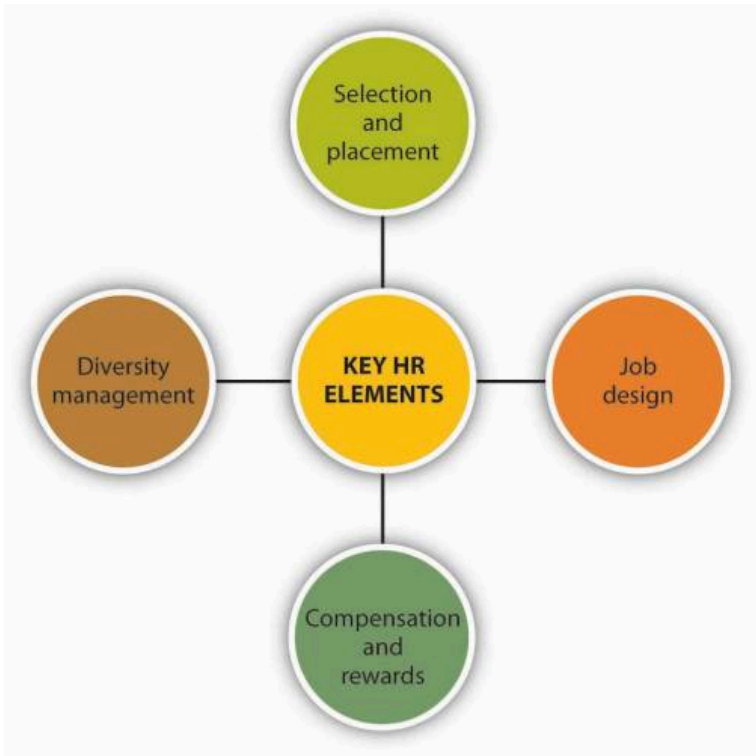 Selection
and
placement
Diversity
management
KEY HR
ELEMENTS
Job
design
Compensation
and
rewards